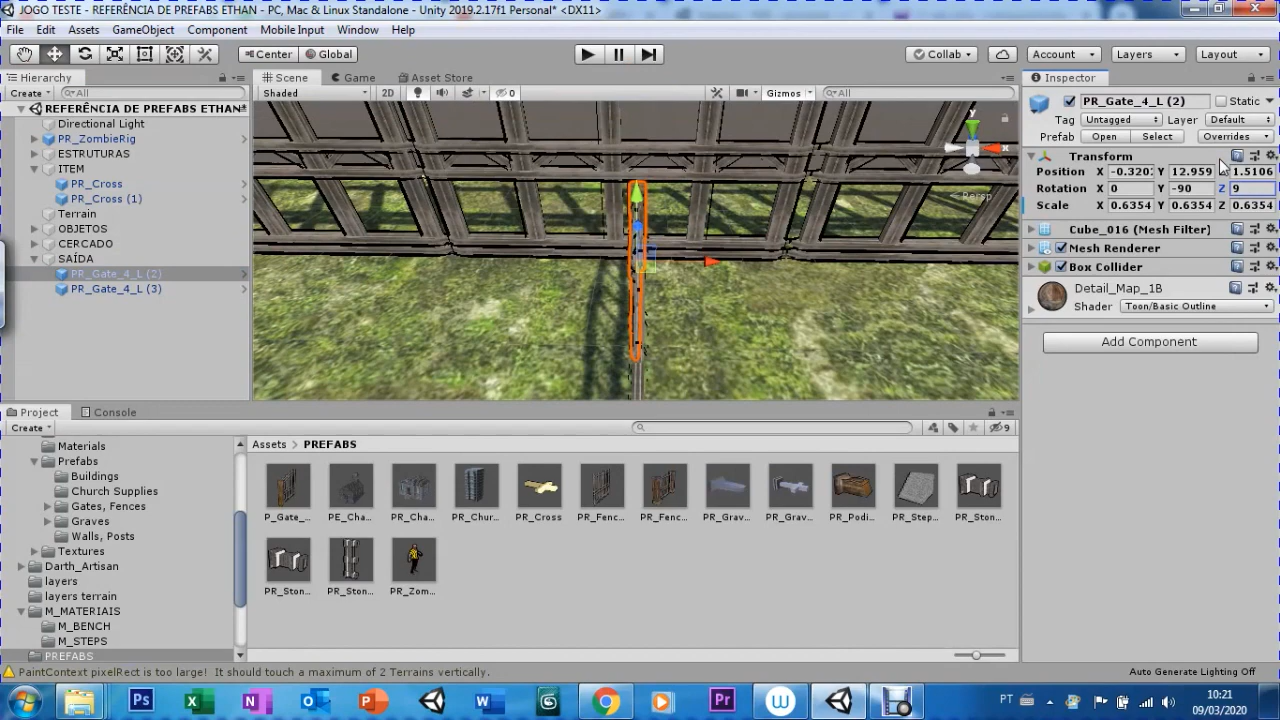 JOGO TESTE - REFERÊNCIA DE PREFABS ETHAN - PC, Mac & Linux Standalone - Unity 2019.2.17f1 Personal* <DX11>
File Edit Assets GameObject Component Mobile Input Window Help
Center Global Collab Account Layers Layout
Hierarchy
Create All
REFERÊNCIA DE PREFABS ETHAN
Directional Light
PR_ZombieRig
ESTRUTURAS
ITEM
PR_Cross
PR_Cross (1)
Terrain
OBJETOS
CERCADO
SAÍDA
PR_Gate_4_L (2)
PR_Gate_4_L (3)
Scene Game Asset Store
Shaded 2D 0 Gizmos All
y
x
Persp
Inspector
PR_Gate_4_L (2) Static
Tag Untagged Layer Default
Prefab Open Select Overrides
Transform
Position X -0.320 Y 12.959 Z 1.5106
Rotation X 0 Y -90 Z 9
Scale X 0.6354 Y 0.6354 Z 0.6354
Cube_016 (Mesh Filter)
Mesh Renderer
Box Collider
Detail_Map_1B
Shader Toon/Basic Outline
Add Component
Project Console
Create 9
Materials
Prefabs
Buildings
Church Supplies
Gates, Fences
Graves
Walls, Posts
Textures
Darth_Artisan
layers
layers terrain
M_MATERIAIS
M_BENCH
M_STEPS
PREFABS
Assets PREFABS
P_Gate_... PE_Cha... PR_Cha... PR_Chur... PR_Cross PR_Fenc... PR_Fenc... PR_Grav... PR_Grav... PR_Podi... PR_Step... PR_Ston...
PR_Ston... PR_Ston... PR_Zom...
PaintContext pixelRect is too large! It should touch a maximum of 2 Terrains vertically.
Auto Generate Lighting Off
Ps Pr PT
10:21
09/03/2020